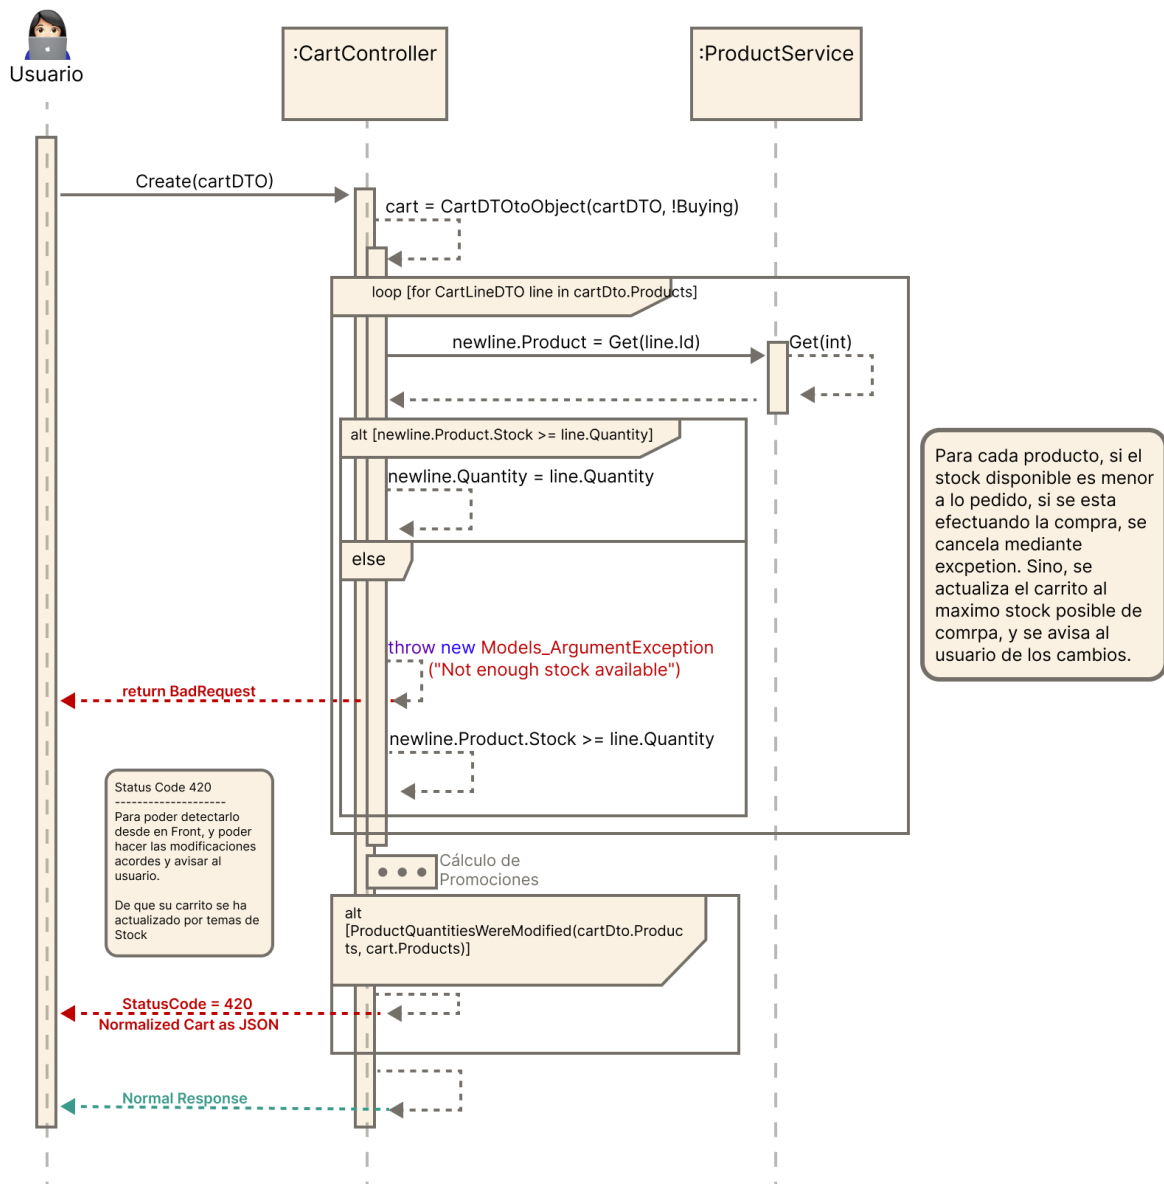 Usuario
:CartController
:ProductService
Create(cartDTO)
cart = CartDTOtoObject(cartDTO, !Buying)
loop [for CartLineDTO line in cartDto.Products]
newline.Product = Get(line.Id)
Get(int)
alt [newline.Product.Stock >= line.Quantity]
newline.Quantity = line.Quantity
else
throw new Models_ArgumentException
("Not enough stock available")
return BadRequest
newline.Product.Stock >= line.Quantity
Para cada producto, si el
stock disponible es menor
a lo pedido, si se esta
efectuando la compra, se
cancela mediante
excpetion. Sino, se
actualiza el carrito al
maximo stock posible de
comrpa, y se avisa al
usuario de los cambios.
Status Code 420
--------------------
Para poder detectarlo
desde en Front, y poder
hacer las modificaciones
acordes y avisar al
usuario.
De que su carrito se ha
actualizado por temas de
Stock
Cálculo de
Promociones
alt
[ProductQuantitiesWereModified(cartDto.Produc
ts, cart.Products)]
StatusCode = 420
Normalized Cart as JSON
Normal Response